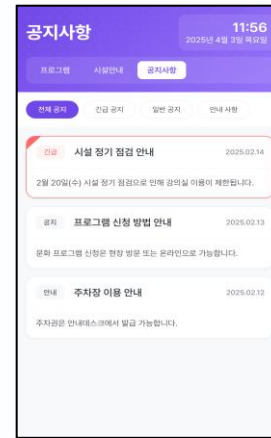 공지사항
11:56
2025년 4월 3일 목요일
프로그램 시설안내 공지사항
전체 공지 긴급 공지 일반 공지 안내 사항
긴급 시설 정기 점검 안내 2025.02.14
2월 20일(수) 시설 정기 점검으로 인해 강의실 이용이 제한됩니다.
공지 프로그램 신청 방법 안내 2025.02.13
문화 프로그램 신청은 현장 방문 또는 온라인으로 가능합니다.
안내 주차장 이용 안내 2025.02.12
주차권은 안내데스크에서 발급 가능합니다.